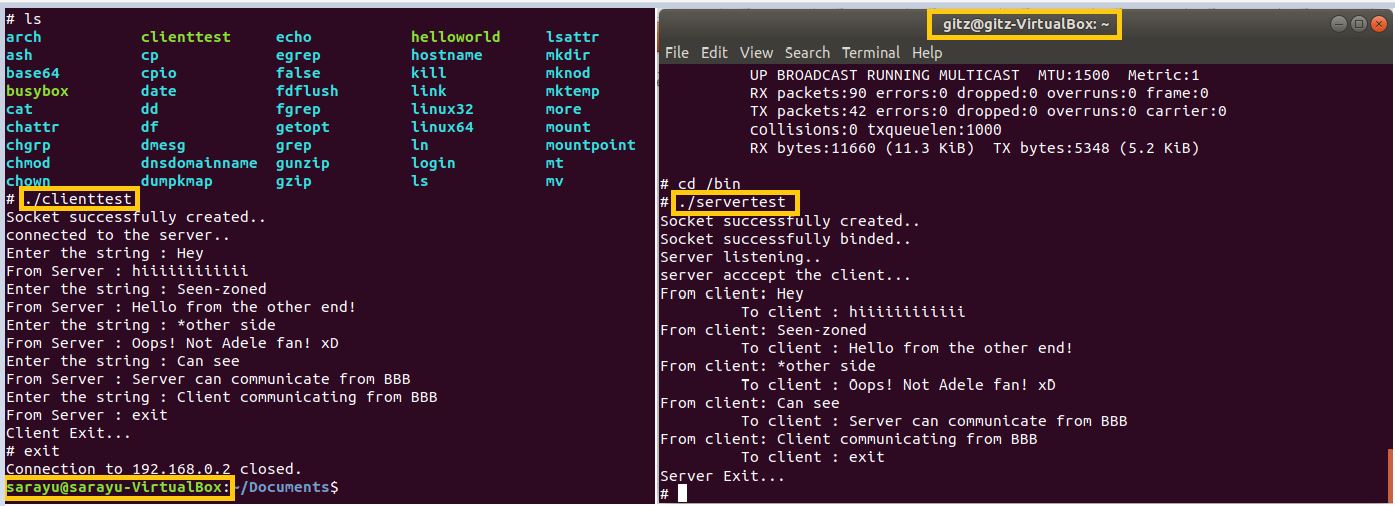 # ls
arch clienttest echo helloworld lsattr
ash cp egrep hostname mkdir
base64 cpio false kill mknod
busybox date fdflush link mktemp
cat dd fgrep linux32 more
chattr df getopt linux64 mount
chgrp dmesg grep ln mountpoint
chmod dnsdomainname gunzip login mt
chown dumpkmap gzip ls mv
# ./clienttest
Socket successfully created..
connected to the server..
Enter the string : Hey
From Server : hiiiiiiiiiiii
Enter the string : Seen-zoned
From Server : Hello from the other end!
Enter the string : *other side
From Server : Oops! Not Adele fan! xD
Enter the string : Can see
From Server : Server can communicate from BBB
Enter the string : Client communicating from BBB
From Server : exit
Client Exit...
# exit
Connection to 192.168.0.2 closed.
sarayu@sarayu-VirtualBox:~/Documents$
gitz@gitz-VirtualBox: ~
File Edit View Search Terminal Help
UP BROADCAST RUNNING MULTICAST MTU:1500 Metric:1
RX packets:90 errors:0 dropped:0 overruns:0 frame:0
TX packets:42 errors:0 dropped:0 overruns:0 carrier:0
collisions:0 txqueuelen:1000
RX bytes:11660 (11.3 KiB) TX bytes:5348 (5.2 KiB)
# cd /bin
# ./servertest
Socket successfully created..
Socket successfully binded..
Server listening..
server acccept the client...
From client: Hey
To client : hiiiiiiiiiiii
From client: Seen-zoned
To client : Hello from the other end!
From client: *other side
To client : Oops! Not Adele fan! xD
From client: Can see
To client : Server can communicate from BBB
From client: Client communicating from BBB
To client : exit
Server Exit...
#